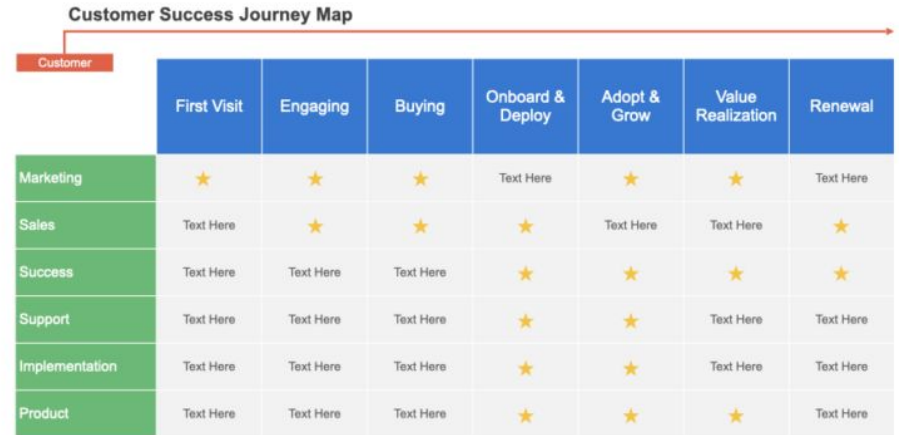 Customer Success Journey Map
Customer
First Visit Engaging Buying Onboard & Deploy Adopt & Grow Value Realization Renewal
Marketing Text Here Text Here
Sales Text Here Text Here Text Here
Success Text Here Text Here Text Here
Support Text Here Text Here Text Here Text Here Text Here
Implementation Text Here Text Here Text Here Text Here Text Here
Product Text Here Text Here Text Here Text Here